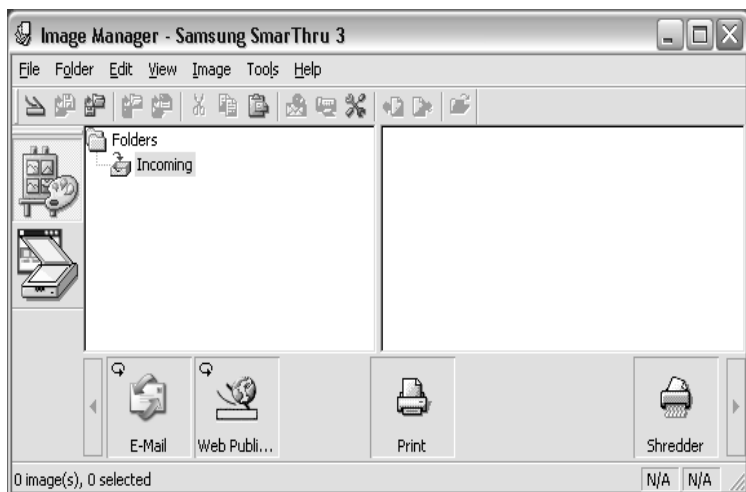 Image Manager - Samsung SmarThru 3
File Folder Edit View Image Tools Help
Folders
Incoming
E-Mail Web Publi... Print Shredder
0 image(s), 0 selected N/A N/A